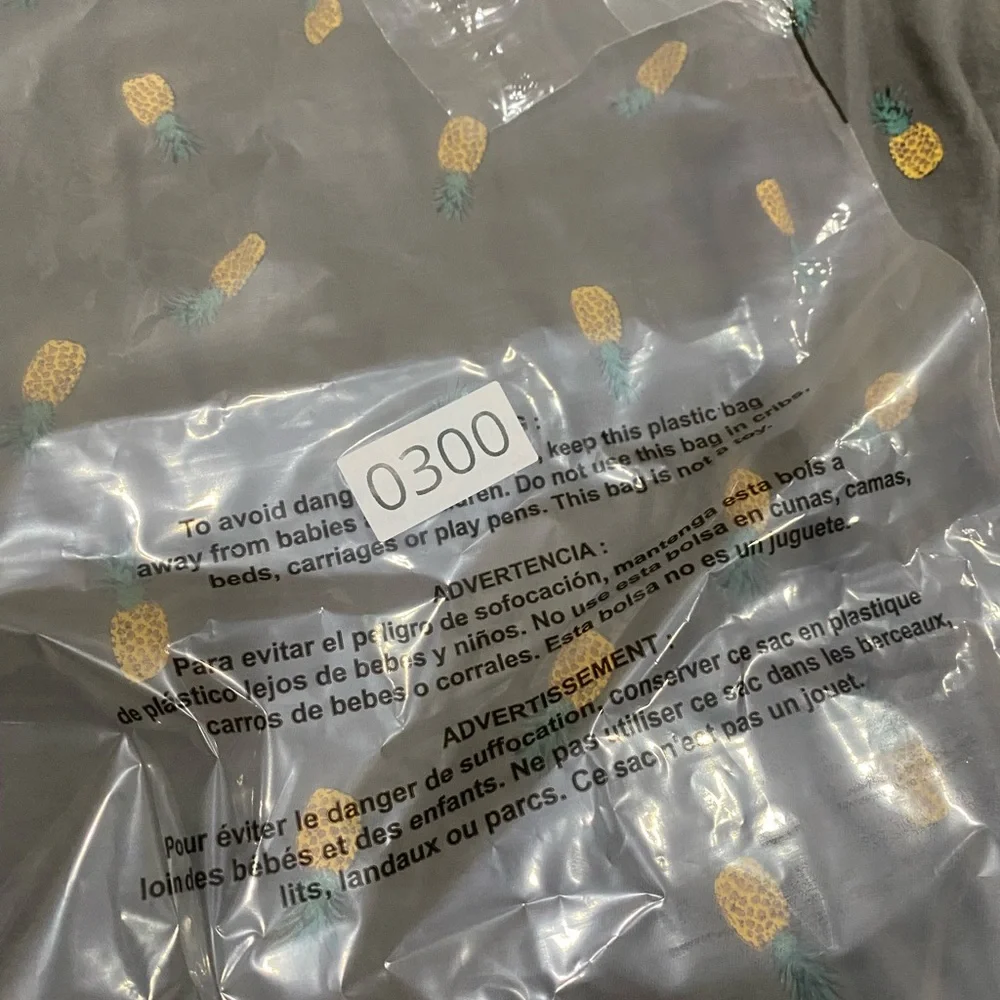 0300
:
To avoid dang , keep this plastic bag
away from babies dren. Do not use this bag in cribs,
beds, carriages or play pens. This bag is not a toy.
ADVERTENCIA :
Para evitar el peligro de sofocación, mantenga esta bols a
de plástico lejos de bebes y niños. No use esta bolsa en cunas, camas,
carros de bebes o corrales. Esta bolsa no es un juguete.
ADVERTISSEMENT :
Pour éviter le danger de suffocation, conserver ce sac en plastique
loindes bébés et des enfants. Ne pas utiliser ce sac dans les berceaux,
lits, landaux ou parcs. Ce sac n'est pas un jouet.